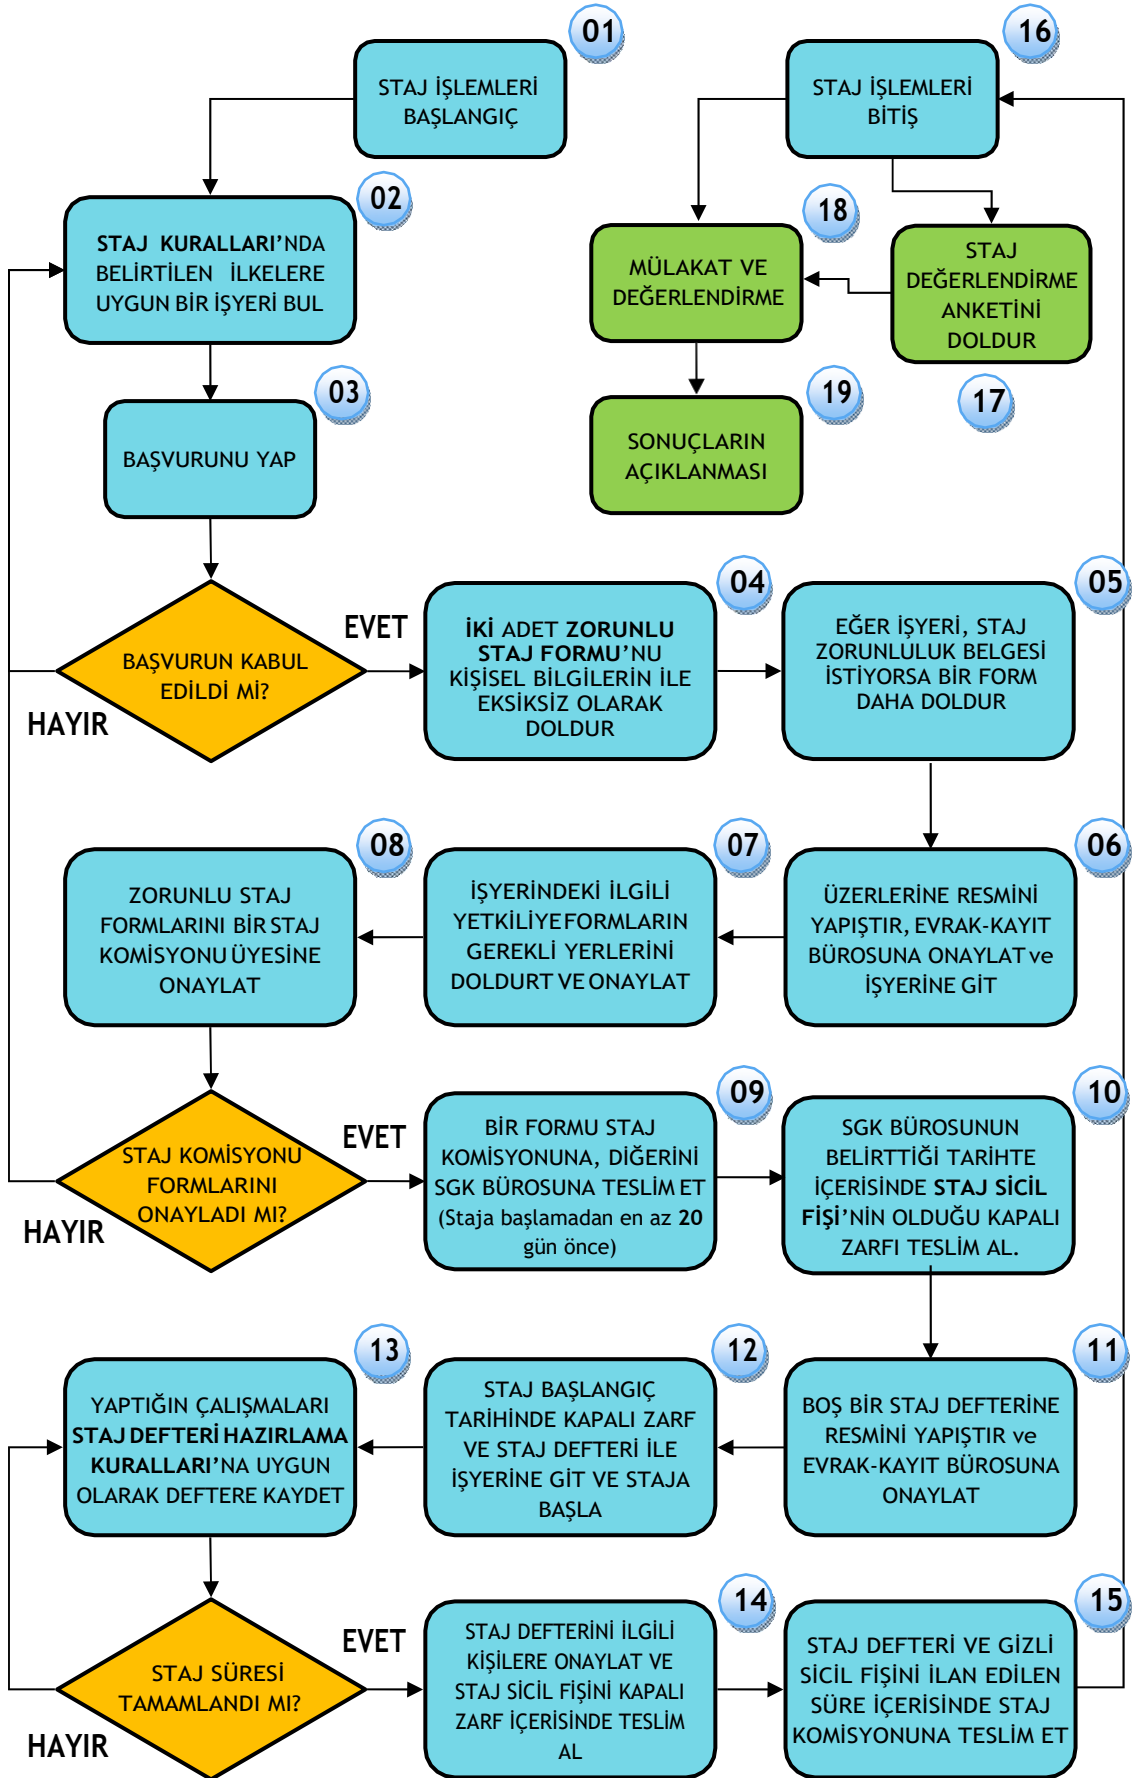 01
STAJ İŞLEMLERİ
BAŞLANGIÇ
16
STAJ İŞLEMLERİ
BİTİŞ
02
STAJ KURALLARI’NDA
BELİRTİLEN İLKELERE
UYGUN BİR İŞYERİ BUL
18
MÜLAKAT VE
DEĞERLENDİRME
STAJ
DEĞERLENDİRME
ANKETİNİ
DOLDUR
17
03
BAŞVURUNU YAP
19
SONUÇLARIN
AÇIKLANMASI
BAŞVURUN KABUL
EDİLDİ Mİ?
EVET
HAYIR
04
İKİ ADET ZORUNLU
STAJ FORMU’NU
KİŞİSEL BİLGİLERİN İLE
EKSİKSİZ OLARAK
DOLDUR
05
EĞER İŞYERİ, STAJ
ZORUNLULUK BELGESİ
İSTİYORSA BİR FORM
DAHA DOLDUR
08
ZORUNLU STAJ
FORMLARINI BİR STAJ
KOMİSYONU ÜYESİNE
ONAYLAT
07
İŞYERİNDEKİ İLGİLİ
YETKİLİYE FORMLARIN
GEREKLİ YERLERİNİ
DOLDURT VE ONAYLAT
06
ÜZERLERİNE RESMİNİ
YAPIŞTIR, EVRAK-KAYIT
BÜROSUNA ONAYLAT ve
İŞYERİNE GİT
STAJ KOMİSYONU
FORMLARINI
ONAYLADI MI?
EVET
HAYIR
09
BİR FORMU STAJ
KOMİSYONUNA, DİĞERİNİ
SGK BÜROSUNA TESLİM ET
(Staja başlamadan en az 20
gün önce)
10
SGK BÜROSUNUN
BELİRTTİĞİ TARİHTE
İÇERİSİNDE STAJ SİCİL
FİŞİ’NİN OLDUĞU KAPALI
ZARFI TESLİM AL.
13
YAPTIĞIN ÇALIŞMALARI
STAJ DEFTERİ HAZIRLAMA
KURALLARI’NA UYGUN
OLARAK DEFTERE KAYDET
12
STAJ BAŞLANGIÇ
TARİHİNDE KAPALI ZARF
VE STAJ DEFTERİ İLE
İŞYERİNE GİT VE STAJA
BAŞLA
11
BOŞ BİR STAJ DEFTERİNE
RESMİNİ YAPIŞTIR ve
EVRAK-KAYIT BÜROSUNA
ONAYLAT
STAJ SÜRESİ
TAMAMLANDI MI?
EVET
HAYIR
14
STAJ DEFTERİNİ İLGİLİ
KİŞİLERE ONAYLAT VE
STAJ SİCİL FİŞİNİ KAPALI
ZARF İÇERİSİNDE TESLİM
AL
15
STAJ DEFTERİ VE GİZLİ
SİCİL FİŞİNİ İLAN EDİLEN
SÜRE İÇERİSİNDE STAJ
KOMİSYONUNA TESLİM ET